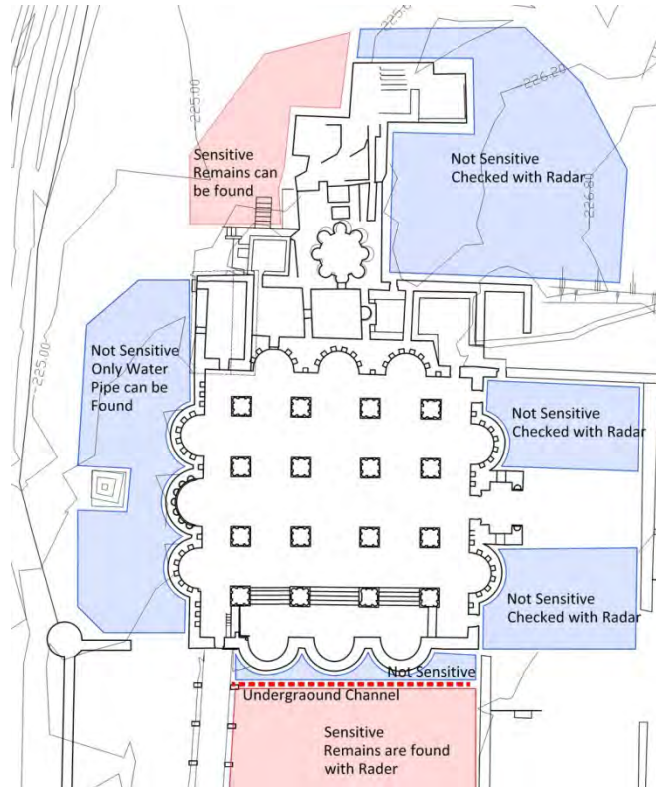 225.00
226.20
225.00
Sensitive
Remains can
be found
Not Sensitive
Checked with Radar
226.80
Not Sensitive
Only Water
Pipe can be
Found
225.00
Not Sensitive
Checked with Radar
Not Sensitive
Checked with Radar
Not Sensitive
Undergraound Channel
Sensitive
Remains are found
with Rader